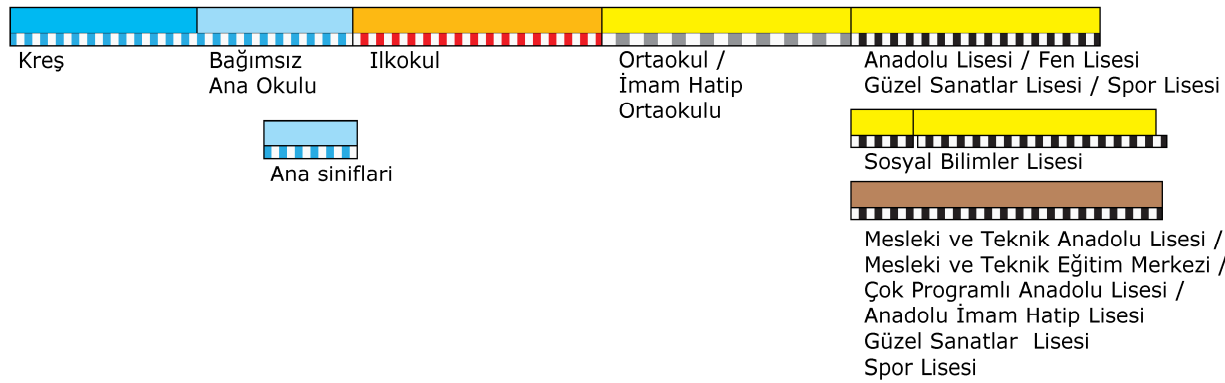 Kreş
Bağımsız
Ana Okulu
Ilkokul
Ortaokul /
İmam Hatip
Ortaokulu
Anadolu Lisesi / Fen Lisesi
Güzel Sanatlar Lisesi / Spor Lisesi
Ana siniflari
Sosyal Bilimler Lisesi
Mesleki ve Teknik Anadolu Lisesi /
Mesleki ve Teknik Eğitim Merkezi /
Çok Programlı Anadolu Lisesi /
Anadolu İmam Hatip Lisesi
Güzel Sanatlar Lisesi
Spor Lisesi